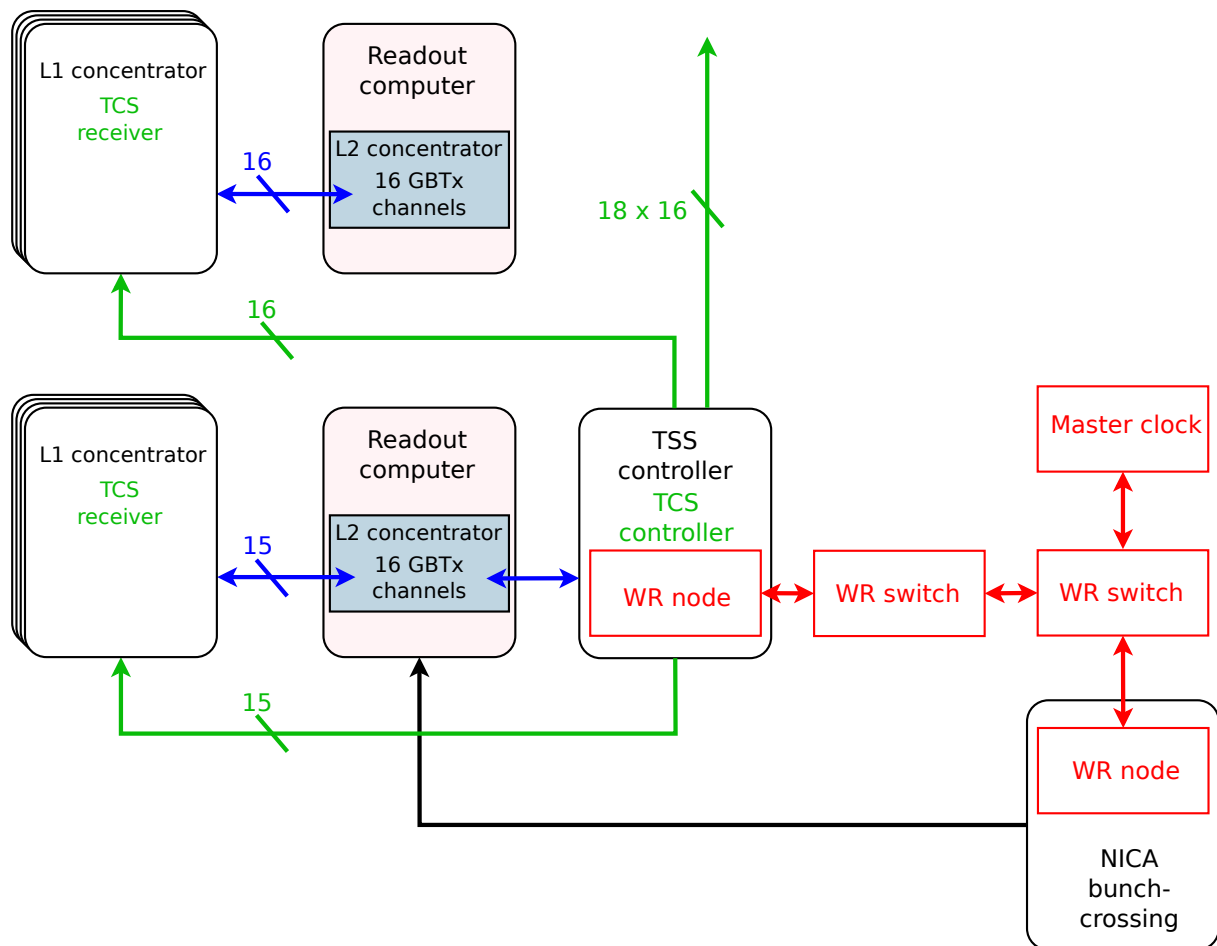 L1 concentrator
TCS
receiver
16
Readout
computer
L2 concentrator
16 GBTx
channels
18 x 16
16
L1 concentrator
TCS
receiver
15
Readout
computer
L2 concentrator
16 GBTx
channels
TSS
controller
TCS
controller
WR node
WR switch
Master clock
WR switch
15
WR node
NICA
bunch-
crossing